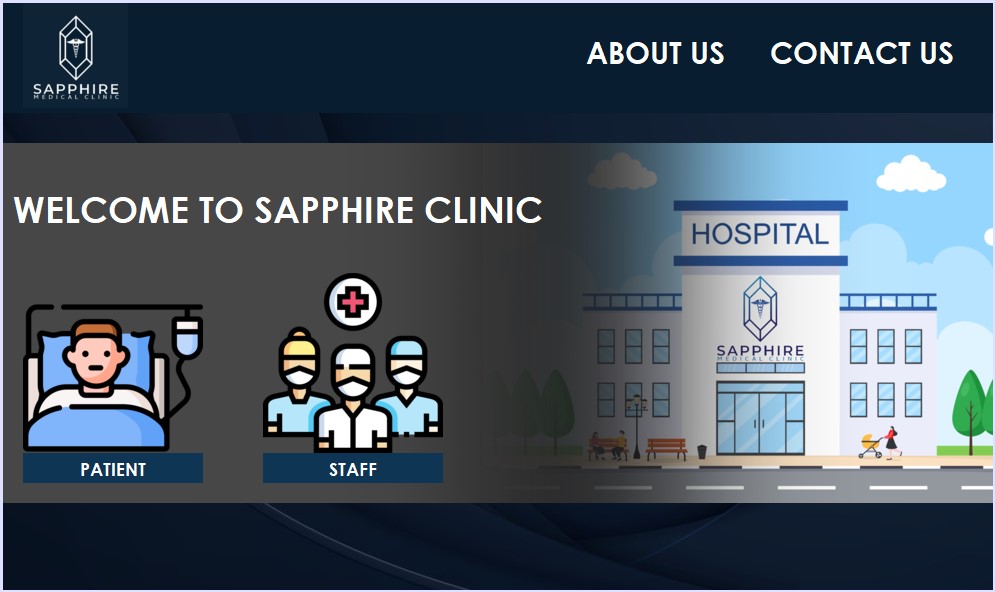 SAPPHIRE
MEDICAL CLINIC
ABOUT US
CONTACT US
WELCOME TO SAPPHIRE CLINIC
HOSPITAL
SAPPHIRE
MEDICAL CLINIC
PATIENT
STAFF